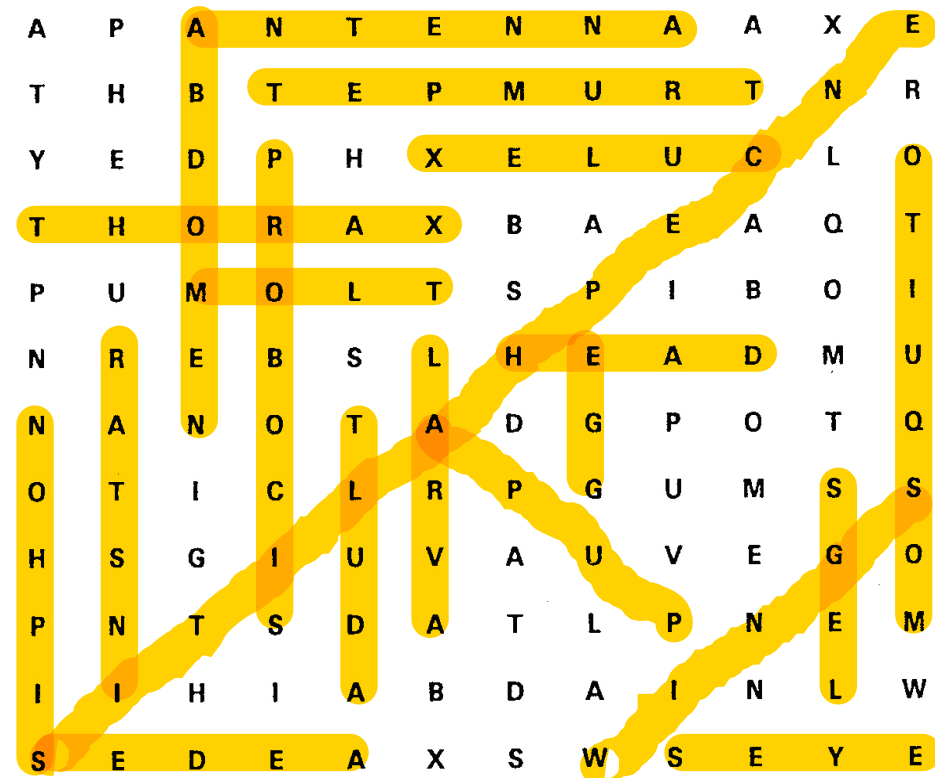 A P A N T E N N A A X E
T H B T E P M U R T N R
Y E D P H X E L U C L O
T H O R A X B A E A Q T
P U M O L T S P I B O I
N R E B S L H E A D M U
N A N O T A D G P O T Q
O T I C L R P G U M S S
H S G I U V A U V E G O
P N T S D A T L P N E M
I I H I A B D A I N L W
S E D E A X S W S E Y E